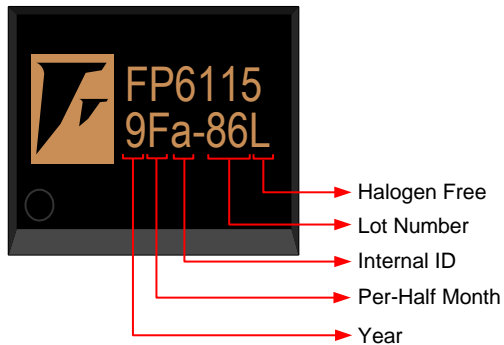 FP6115
9Fa-86L
Halogen Free
Lot Number
Internal ID
Per-Half Month
Year